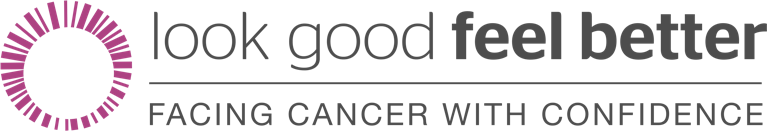 look good feel better
FACING CANCER WITH CONFIDENCE